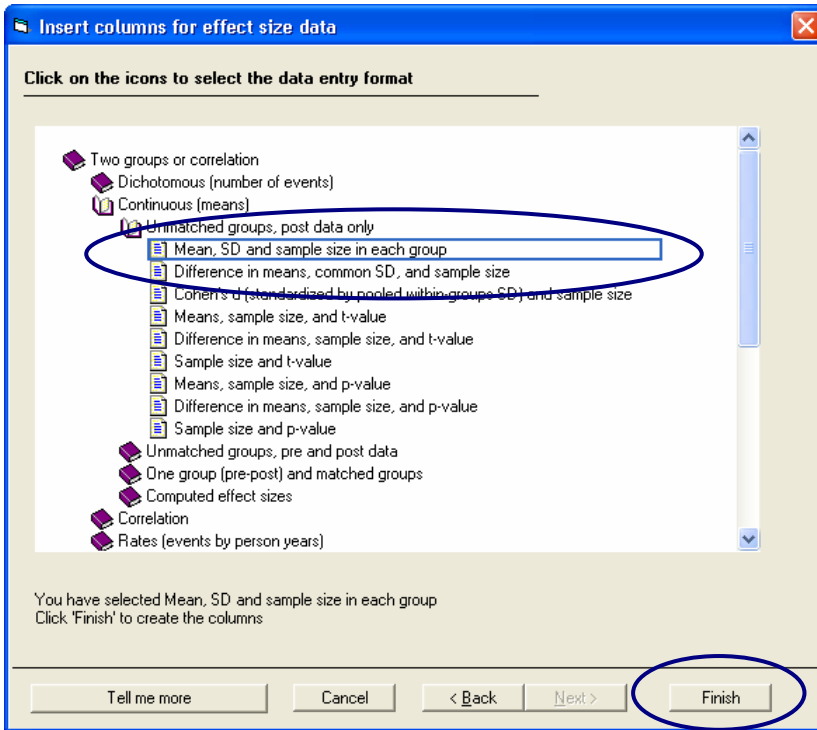 Insert columns for effect size data
Click on the icons to select the data entry format
Two groups or correlation
Dichotomous (number of events)
Continuous (means)
Unmatched groups, post data only
Mean, SD and sample size in each group
Difference in means, common SD, and sample size
Cohen's d (standardized by pooled within-groups SD) and sample size
Means, sample size, and t-value
Difference in means, sample size, and t-value
Sample size and t-value
Means, sample size, and p-value
Difference in means, sample size, and p-value
Sample size and p-value
Unmatched groups, pre and post data
One group (pre-post) and matched groups
Computed effect sizes
Correlation
Rates (events by person years)
You have selected Mean, SD and sample size in each group
Click 'Finish' to create the columns
Tell me more Cancel < Back Next > Finish